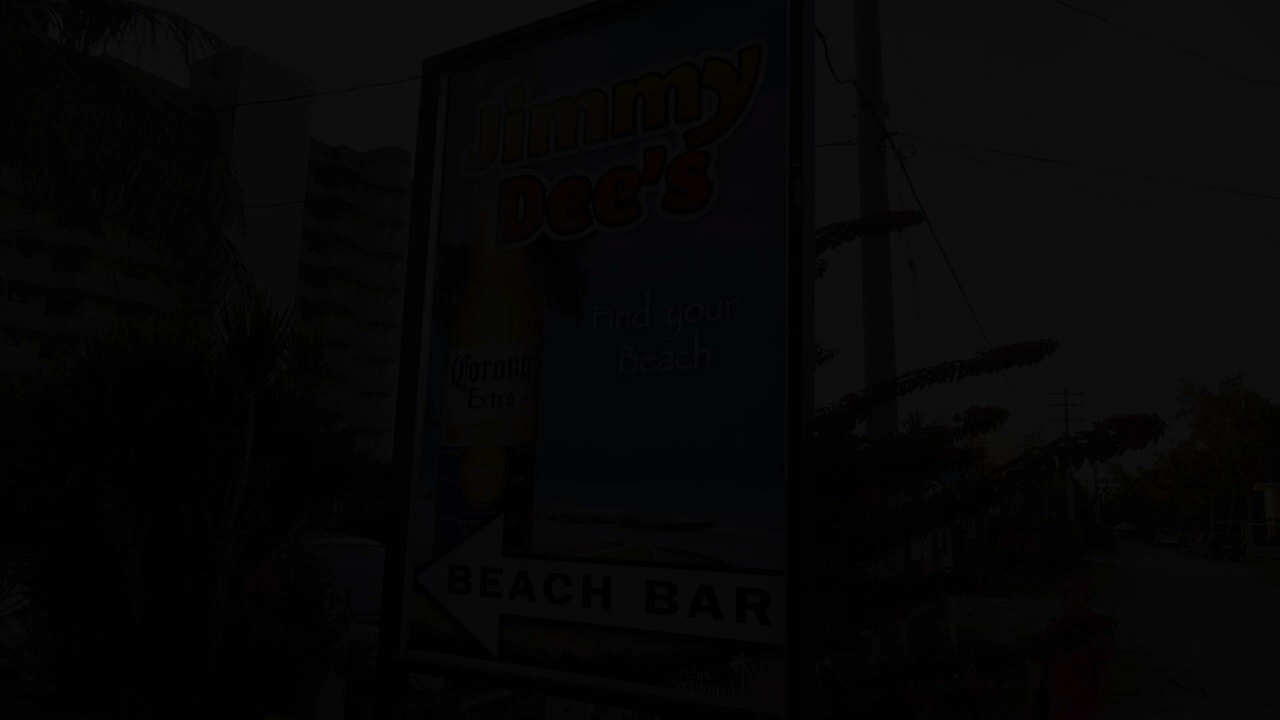 Jimmy
Dee's
Find your
Beach
Corona
Extra
BEACH BAR